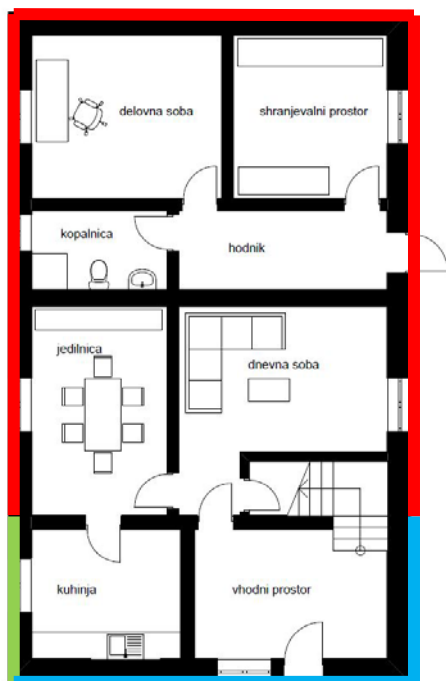 delovna soba
shranjevalni prostor
kopalnica
hodnik
jedilnica
dnevna soba
kuhinja
vhodni prostor